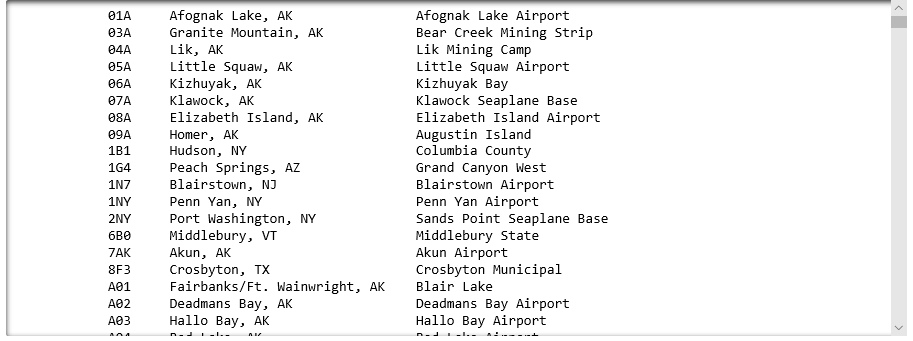 01A Afognak Lake, AK Afognak Lake Airport
03A Granite Mountain, AK Bear Creek Mining Strip
04A Lik, AK Lik Mining Camp
05A Little Squaw, AK Little Squaw Airport
06A Kizhuyak, AK Kizhuyak Bay
07A Klawock, AK Klawock Seaplane Base
08A Elizabeth Island, AK Elizabeth Island Airport
09A Homer, AK Augustin Island
1B1 Hudson, NY Columbia County
1G4 Peach Springs, AZ Grand Canyon West
1N7 Blairstown, NJ Blairstown Airport
1NY Penn Yan, NY Penn Yan Airport
2NY Port Washington, NY Sands Point Seaplane Base
6B0 Middlebury, VT Middlebury State
7AK Akun, AK Akun Airport
8F3 Crosbyton, TX Crosbyton Municipal
A01 Fairbanks/Ft. Wainwright, AK Blair Lake
A02 Deadmans Bay, AK Deadmans Bay Airport
A03 Hallo Bay, AK Hallo Bay Airport